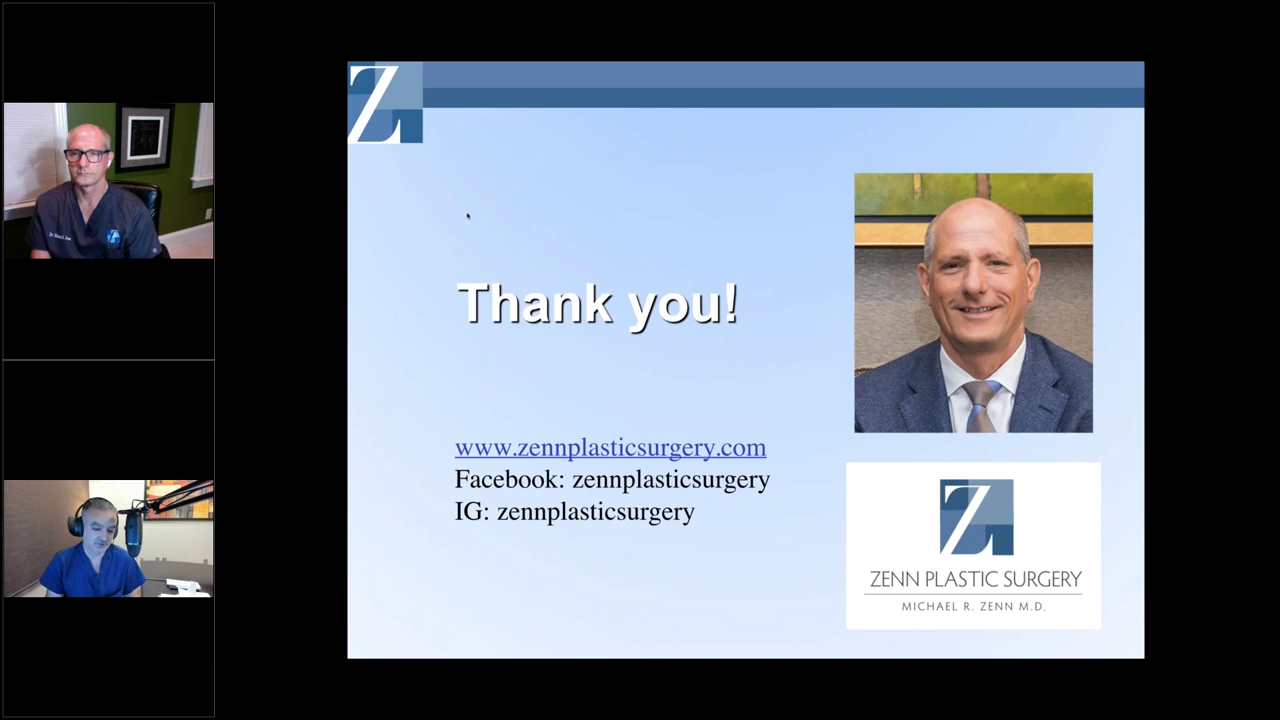 Z
Thank you!
www.zennplasticsurgery.com
Facebook: zennplasticsurgery
IG: zennplasticsurgery
Z
ZENN PLASTIC SURGERY
MICHAEL R. ZENN M.D.